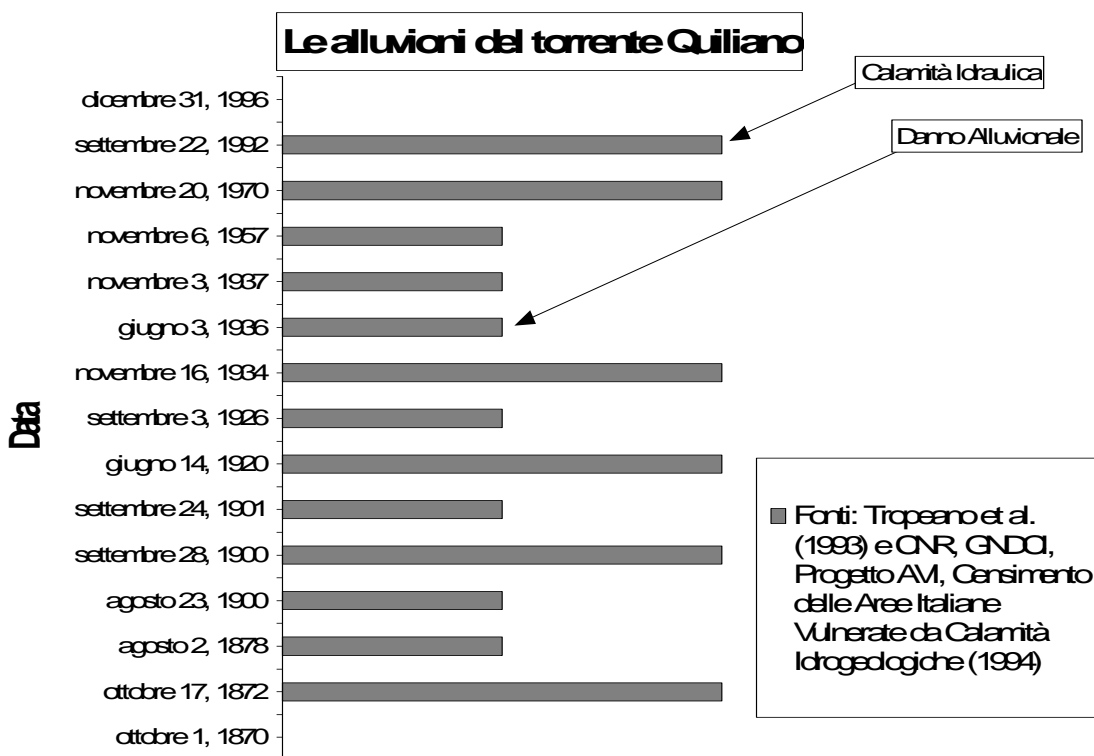 Le alluvioni del torrente Quiliano
Calamità Idraulica
Danno Alluvionale
dicembre 31, 1996
settembre 22, 1992
novembre 20, 1970
novembre 6, 1957
novembre 3, 1937
giugno 3, 1936
novembre 16, 1934
settembre 3, 1926
giugno 14, 1920
settembre 24, 1901
settembre 28, 1900
agosto 23, 1900
agosto 2, 1878
ottobre 17, 1872
ottobre 1, 1870
Data
Fonti: Tropeano et al.
(1993) e CNR, GNDCI,
Progetto AVI, Censimento
delle Aree Italiane
Vulnerate da Calamità
Idrogeologiche (1994)